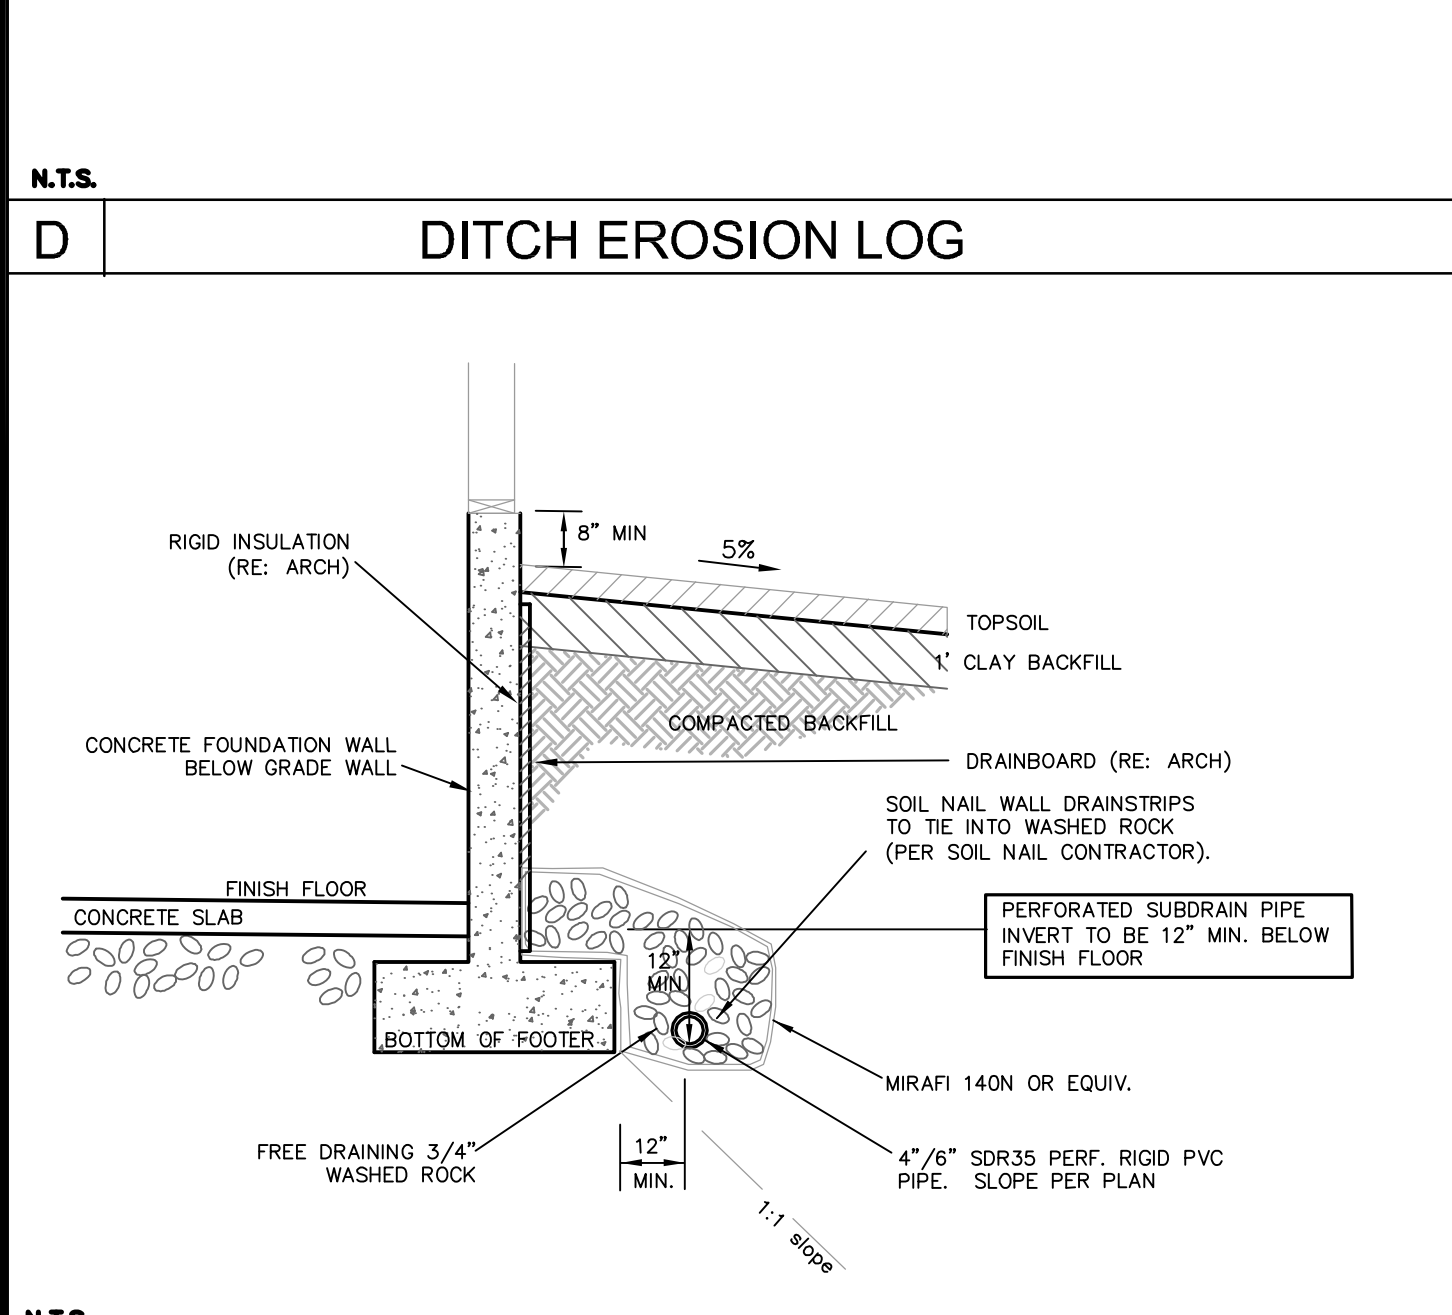 N.T.S.
D
DITCH EROSION LOG
RIGID INSULATION
(RE: ARCH)
8" MIN
5%
TOPSOIL
1' CLAY BACKFILL
COMPACTED BACKFILL
CONCRETE FOUNDATION WALL
BELOW GRADE WALL
DRAINBOARD (RE: ARCH)
SOIL NAIL WALL DRAINSTRIPS
TO TIE INTO WASHED ROCK
(PER SOIL NAIL CONTRACTOR).
FINISH FLOOR
CONCRETE SLAB
PERFORATED SUBDRAIN PIPE
INVERT TO BE 12" MIN. BELOW
FINISH FLOOR
12"
MIN
BOTTOM OF FOOTER
MIRAFI 140N OR EQUIV.
FREE DRAINING 3/4"
WASHED ROCK
12"
MIN.
4"/6" SDR35 PERF. RIGID PVC
PIPE. SLOPE PER PLAN
1:1 slope
N.T.S.